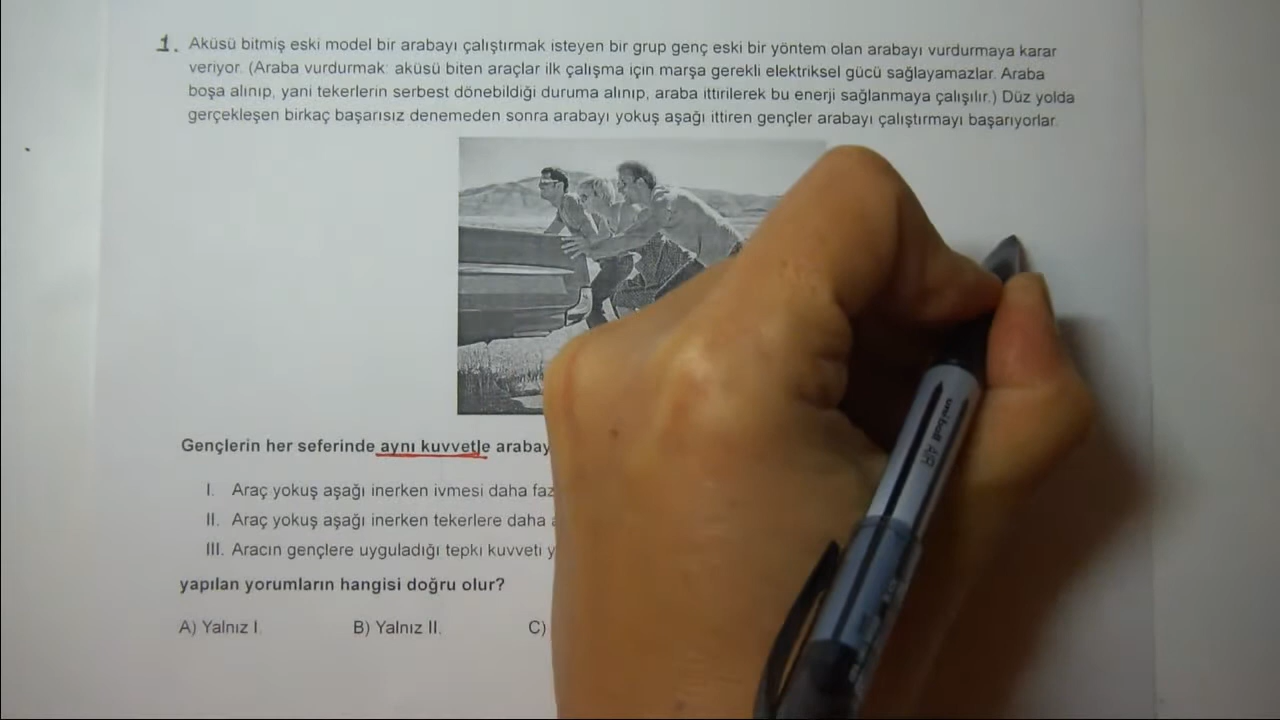 1. Aküsü bitmiş eski model bir arabayı çalıştırmak isteyen bir grup genç eski bir yöntem olan arabayı vurdurmaya karar
veriyor. (Araba vurdurmak: aküsü biten araçlar ilk çalışma için marşa gerekli elektriksel gücü sağlayamazlar. Araba
boşa alınıp, yani tekerlerin serbest dönebildiği duruma alınıp, araba ittirilerek bu enerji sağlanmaya çalışılır.) Düz yolda
gerçekleşen birkaç başarısız denemeden sonra arabayı yokuş aşağı ittiren gençler arabayı çalıştırmayı başarıyorlar.
Gençlerin her seferinde aynı kuvvetle
I. Araç yokuş aşağı inerken ivmesi daha
II. Araç yokuş aşağı inerken tekerlere daha
III. Aracın gençlere uyguladığı tepki kuvveti
yapılan yorumların hangisi doğru olur?
A) Yalnız I. B) Yalnız II. C)
uni ball AIR